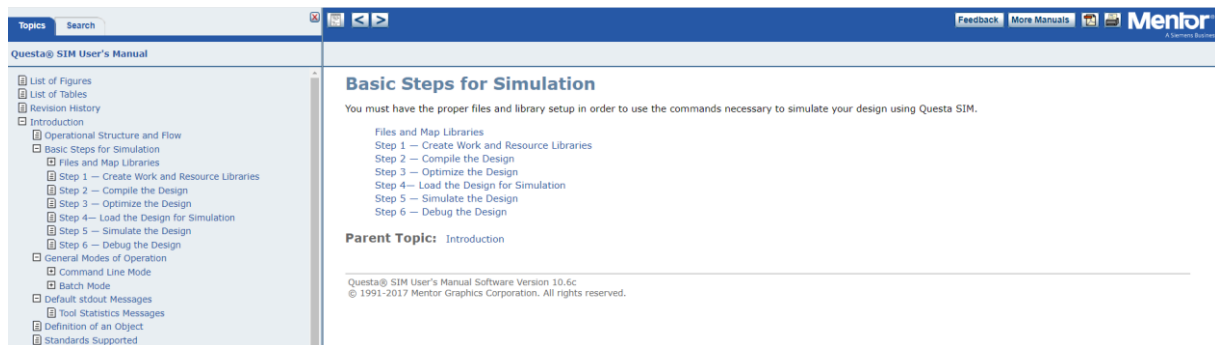 Topics
Search
Feedback
More Manuals
Mentor
A Siemens Business
Questa® SIM User's Manual
List of Figures
List of Tables
Revision History
Introduction
Operational Structure and Flow
Basic Steps for Simulation
Files and Map Libraries
Step 1 — Create Work and Resource Libraries
Step 2 — Compile the Design
Step 3 — Optimize the Design
Step 4— Load the Design for Simulation
Step 5 — Simulate the Design
Step 6 — Debug the Design
General Modes of Operation
Command Line Mode
Batch Mode
Default stdout Messages
Tool Statistics Messages
Definition of an Object
Standards Supported
Basic Steps for Simulation
You must have the proper files and library setup in order to use the commands necessary to simulate your design using Questa SIM.
Files and Map Libraries
Step 1 — Create Work and Resource Libraries
Step 2 — Compile the Design
Step 3 — Optimize the Design
Step 4— Load the Design for Simulation
Step 5 — Simulate the Design
Step 6 — Debug the Design
Parent Topic: Introduction
Questa® SIM User's Manual Software Version 10.6c
© 1991-2017 Mentor Graphics Corporation. All rights reserved.